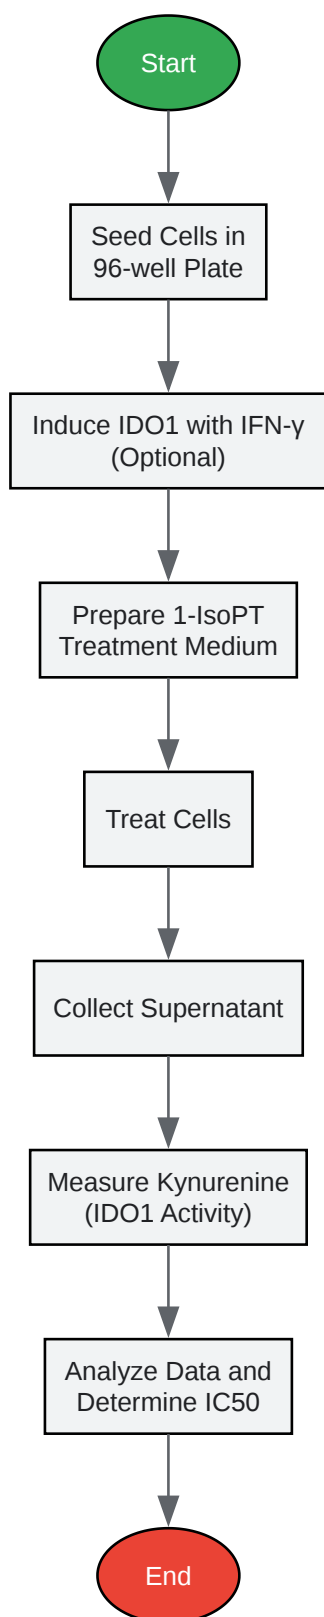 Start
Seed Cells in
96-well Plate
Induce IDO1 with IFN-γ
(Optional)
Prepare 1-IsoPT
Treatment Medium
Treat Cells
Collect Supernatant
Measure Kynurenine
(IDO1 Activity)
Analyze Data and
Determine IC50
End